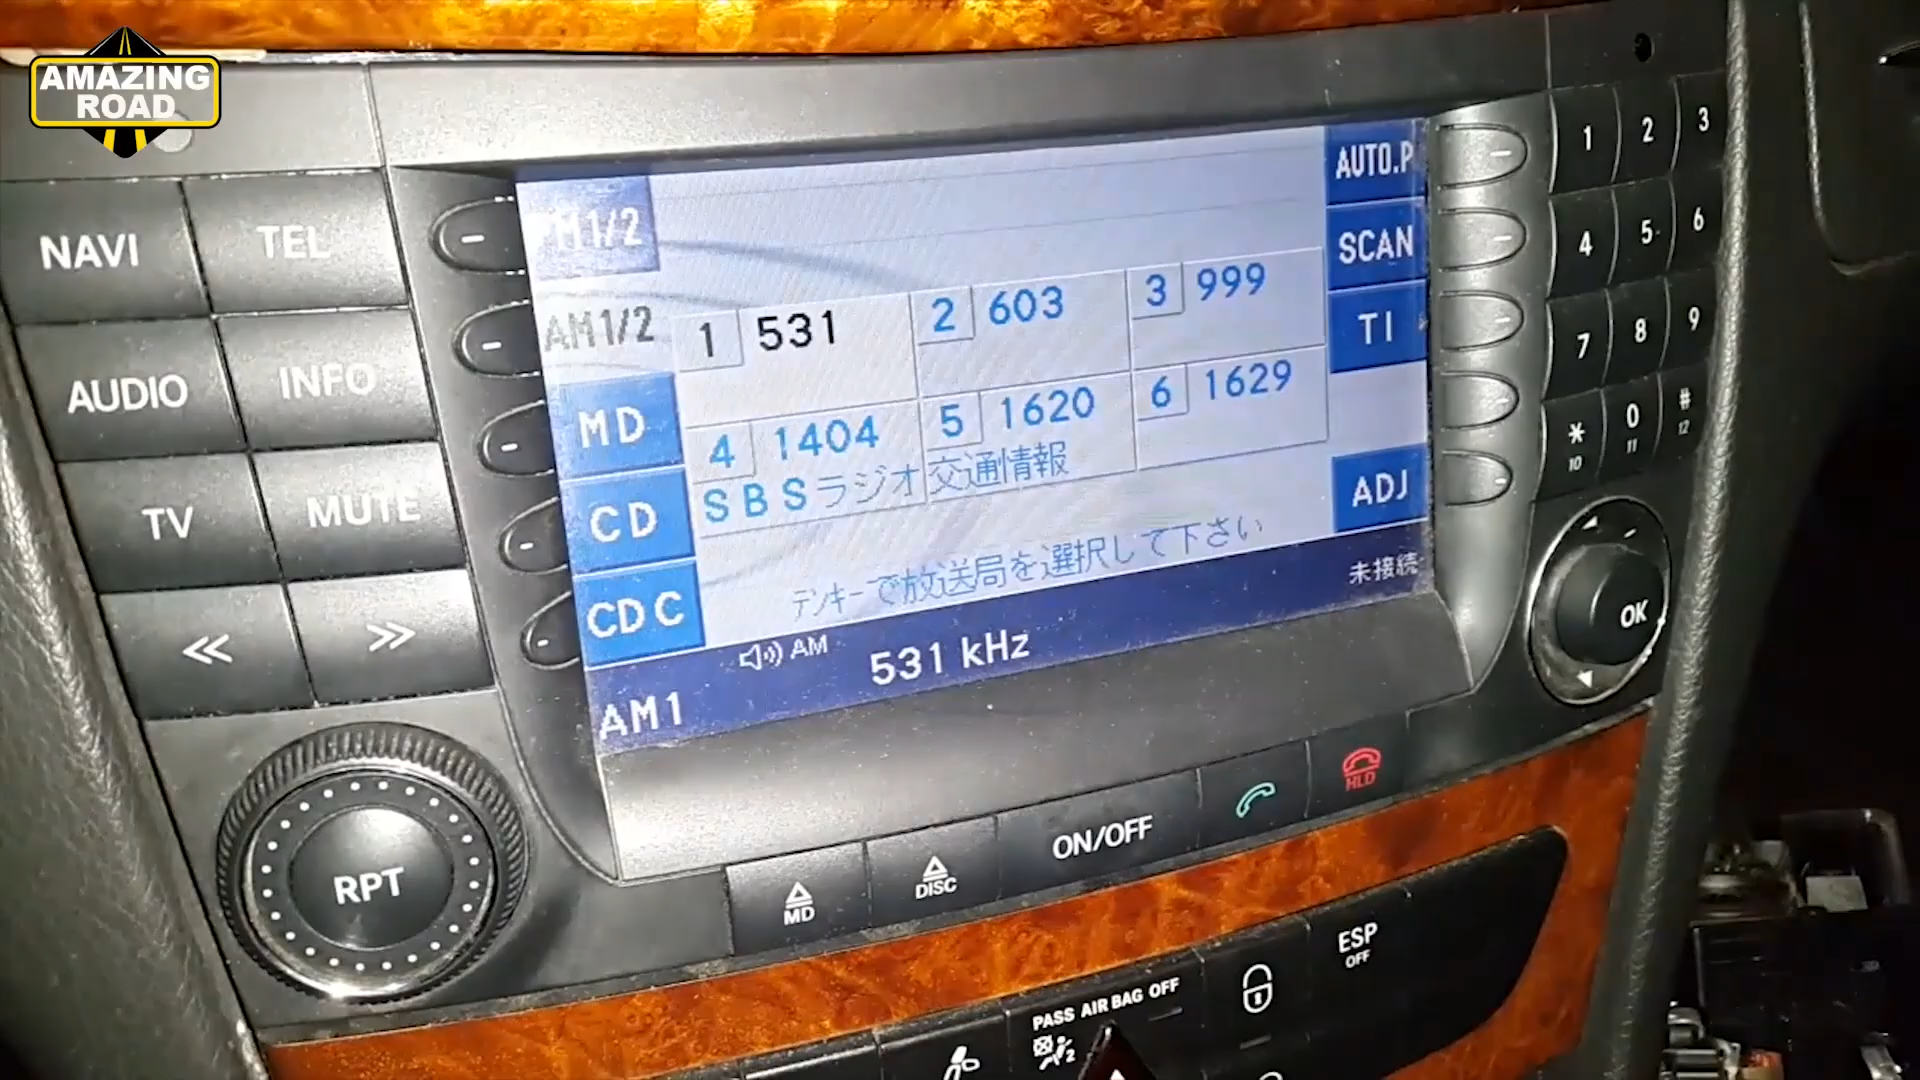 AMAZING
ROAD
NAVI
TEL
AUDIO
INFO
TV
MUTE
RPT
M1/2
AM1/2
MD
CD
CDC
1 531
2 603
3 999
4 1404
5 1620
6 1629
SBSラジオ 交通情報
テンキーで放送局を選択して下さい
未接続
AM
531 kHz
AM1
AUTO.P
SCAN
TI
ADJ
1 2 3
4 5 6
7 8 9
* 0 #
10 11 12
OK
MD
DISC
ON/OFF
HLD
PASS AIR BAG OFF
ESP
OFF